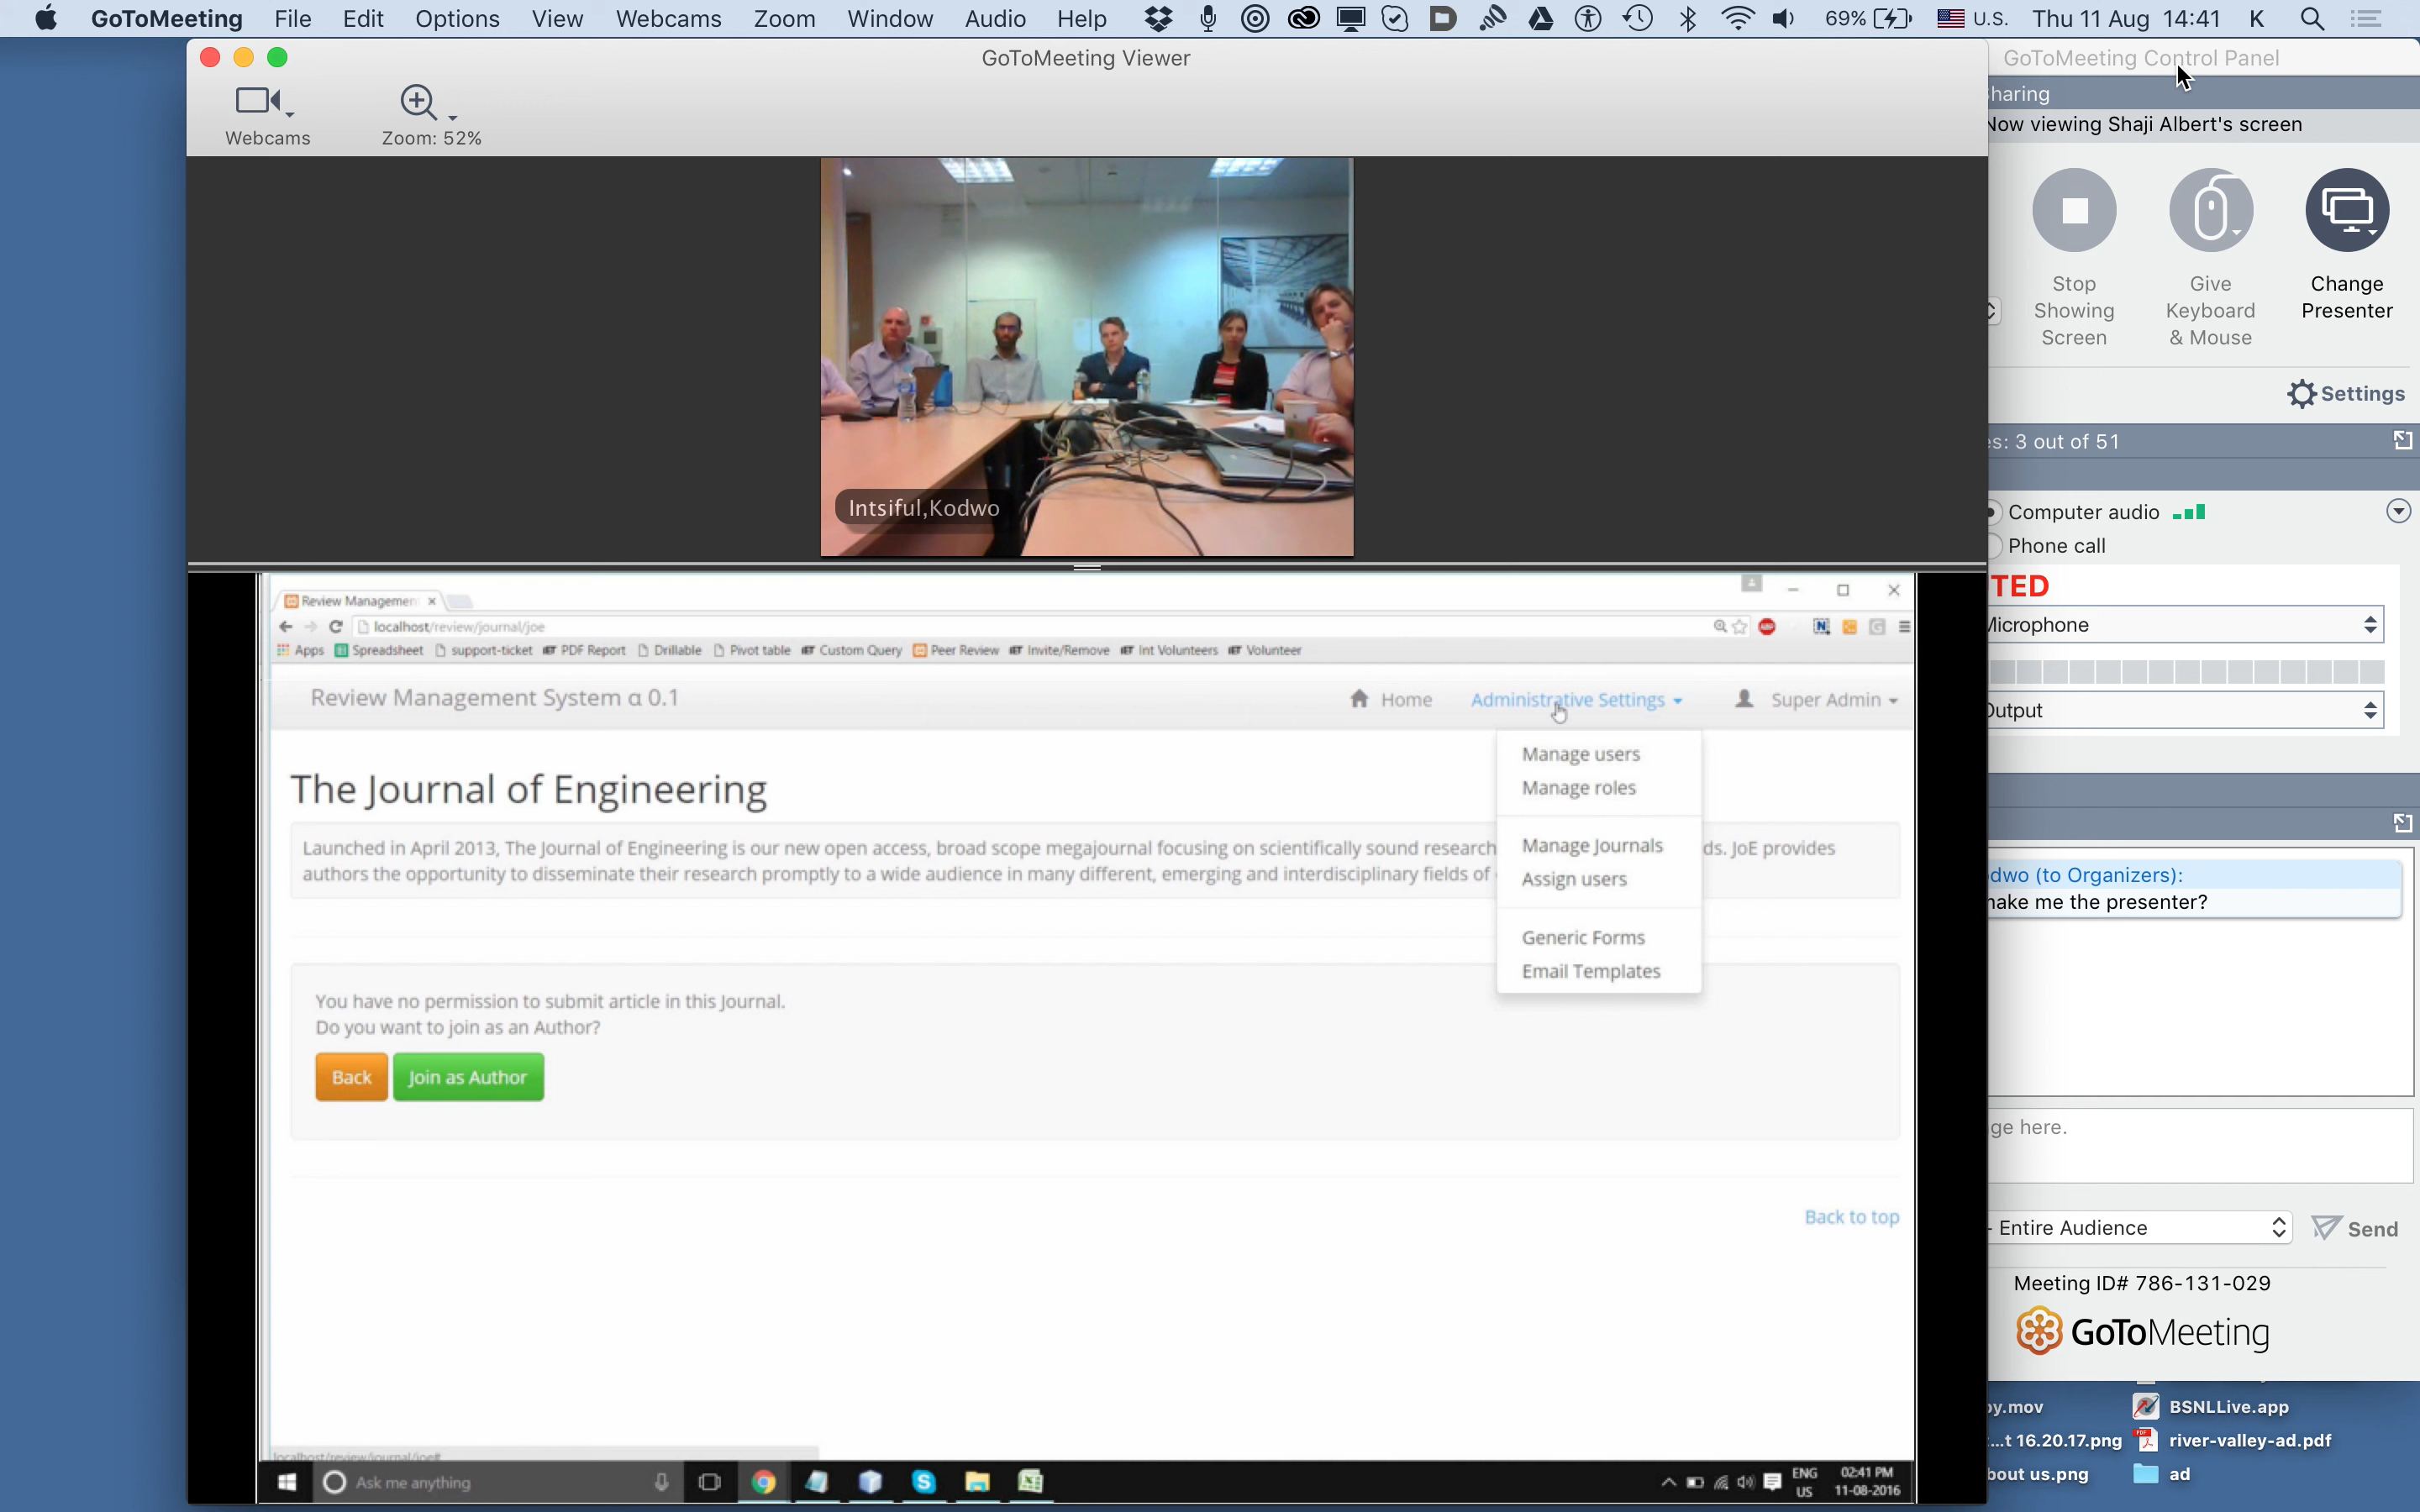 GoToMeeting File Edit Options View Webcams Zoom Window Audio Help 69% U.S. Thu 11 Aug 14:41 K
GoToMeeting Viewer
Webcams
Zoom: 52%
Intsiful,Kodwo
Review Managemen
localhost/review/journal/joe
Apps Spreadsheet support-ticket PDF Report Drillable Pivot table Custom Query Peer Review Invite/Remove Int Volunteers Volunteer
Review Management System α 0.1
Home Administrative Settings Super Admin
Manage users
Manage roles
Manage Journals
Assign users
Generic Forms
Email Templates
The Journal of Engineering
Launched in April 2013, The Journal of Engineering is our new open access, broad scope megajournal focusing on scientifically sound research ds. JoE provides
authors the opportunity to disseminate their research promptly to a wide audience in many different, emerging and interdisciplinary fields of
You have no permission to submit article in this Journal.
Do you want to join as an Author?
Back Join as Author
Back to top
localhost/review/journal/joe#
Ask me anything
ENG
US
02:41 PM
11-08-2016
GoToMeeting Control Panel
haring
Now viewing Shaji Albert's screen
Stop
Showing
Screen
Give
Keyboard
& Mouse
Change
Presenter
Settings
es: 3 out of 51
Computer audio
Phone call
TED
Microphone
Output
dwo (to Organizers):
make me the presenter?
ge here.
- Entire Audience
Send
Meeting ID# 786-131-029
GoToMeeting
by.mov
BSNLLive.app
...t 16.20.17.png
river-valley-ad.pdf
bout us.png
ad